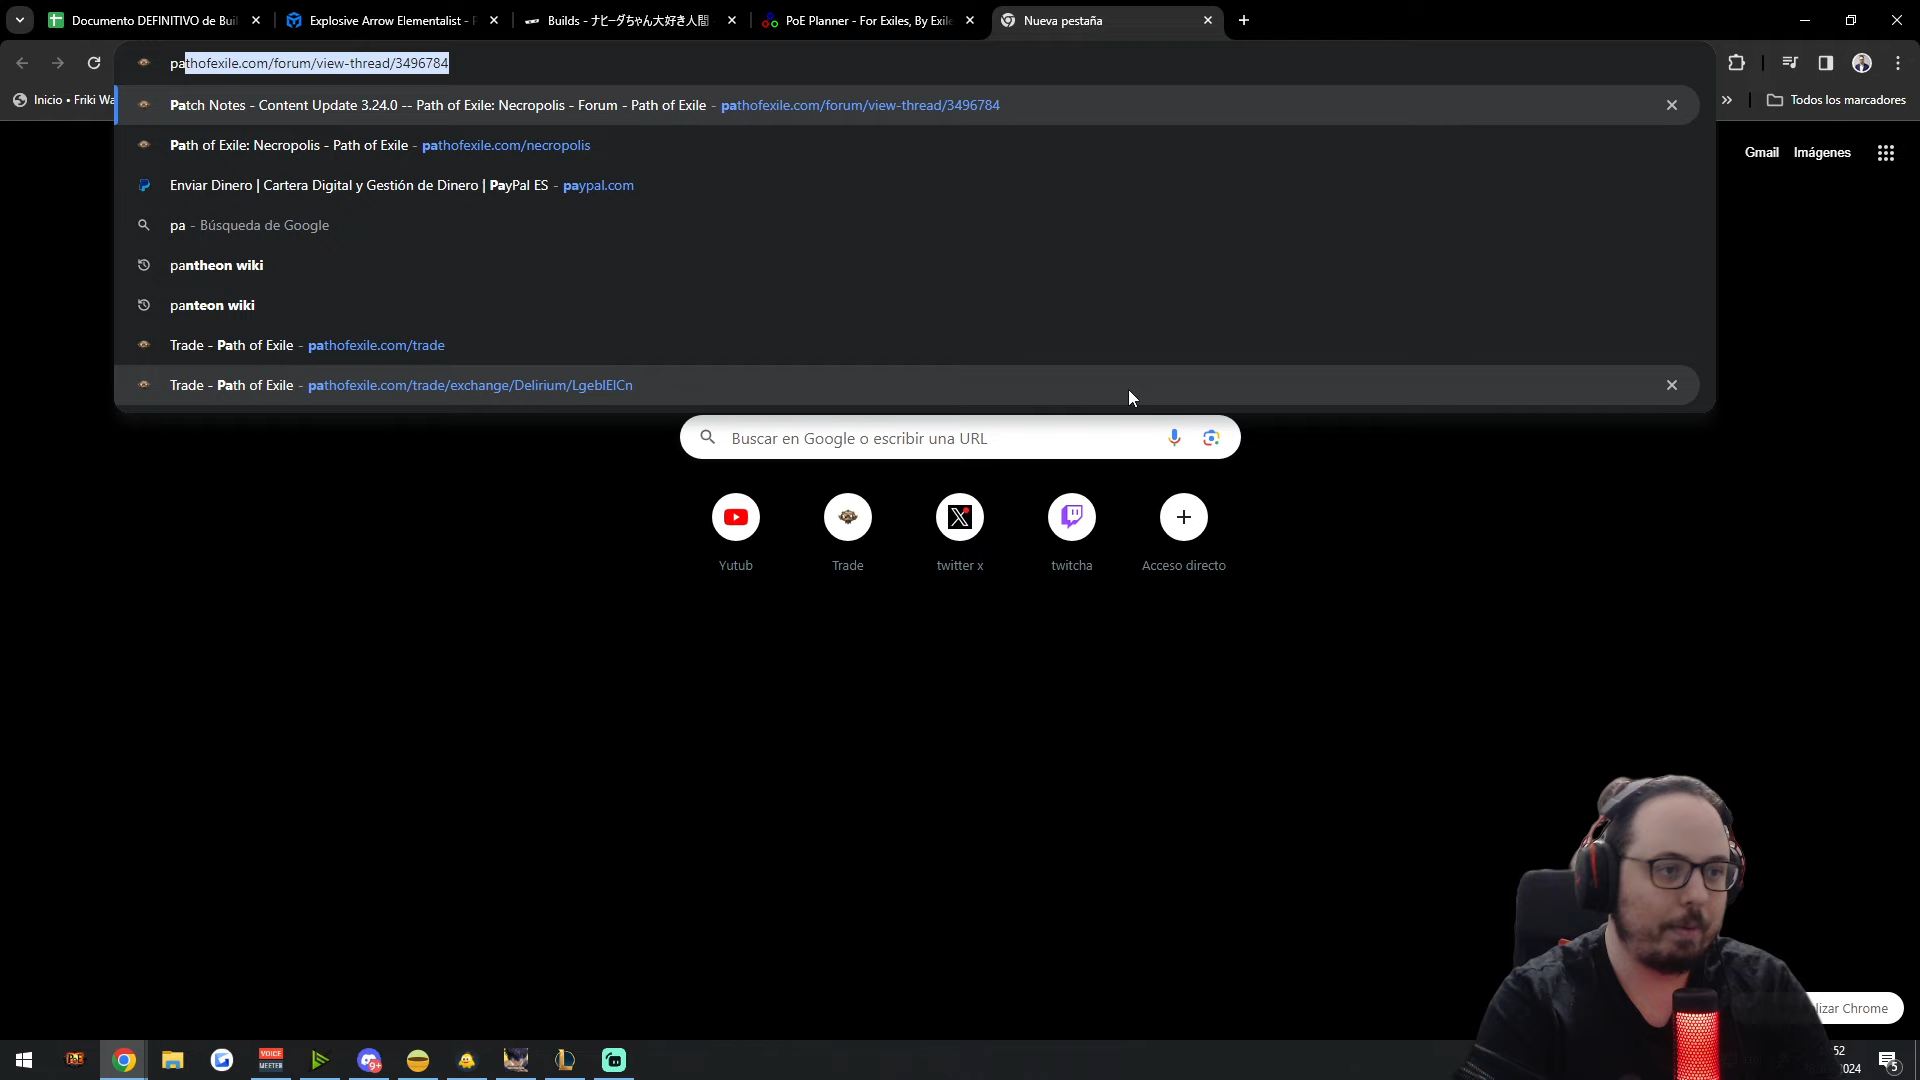 Documento DEFINITIVO de Buil
Explosive Arrow Elementalist -
Builds - ナヒーダちゃん大好き人間
PoE Planner - For Exiles, By Exile
Nueva pestaña
pathofexile.com/forum/view-thread/3496784
Inicio • Friki Wa
Patch Notes - Content Update 3.24.0 -- Path of Exile: Necropolis - Forum - Path of Exile - pathofexile.com/forum/view-thread/3496784
Todos los marcadores
Path of Exile: Necropolis - Path of Exile - pathofexile.com/necropolis
Gmail Imágenes
Enviar Dinero | Cartera Digital y Gestión de Dinero | PayPal ES - paypal.com
pa - Búsqueda de Google
pantheon wiki
panteon wiki
Trade - Path of Exile - pathofexile.com/trade
Trade - Path of Exile - pathofexile.com/trade/exchange/Delirium/LgeblElCn
Buscar en Google o escribir una URL
Yutub
Trade
twitter x
twitcha
Acceso directo
lizar Chrome
PoE
VOICE
MEETER
9+
52
2024
5